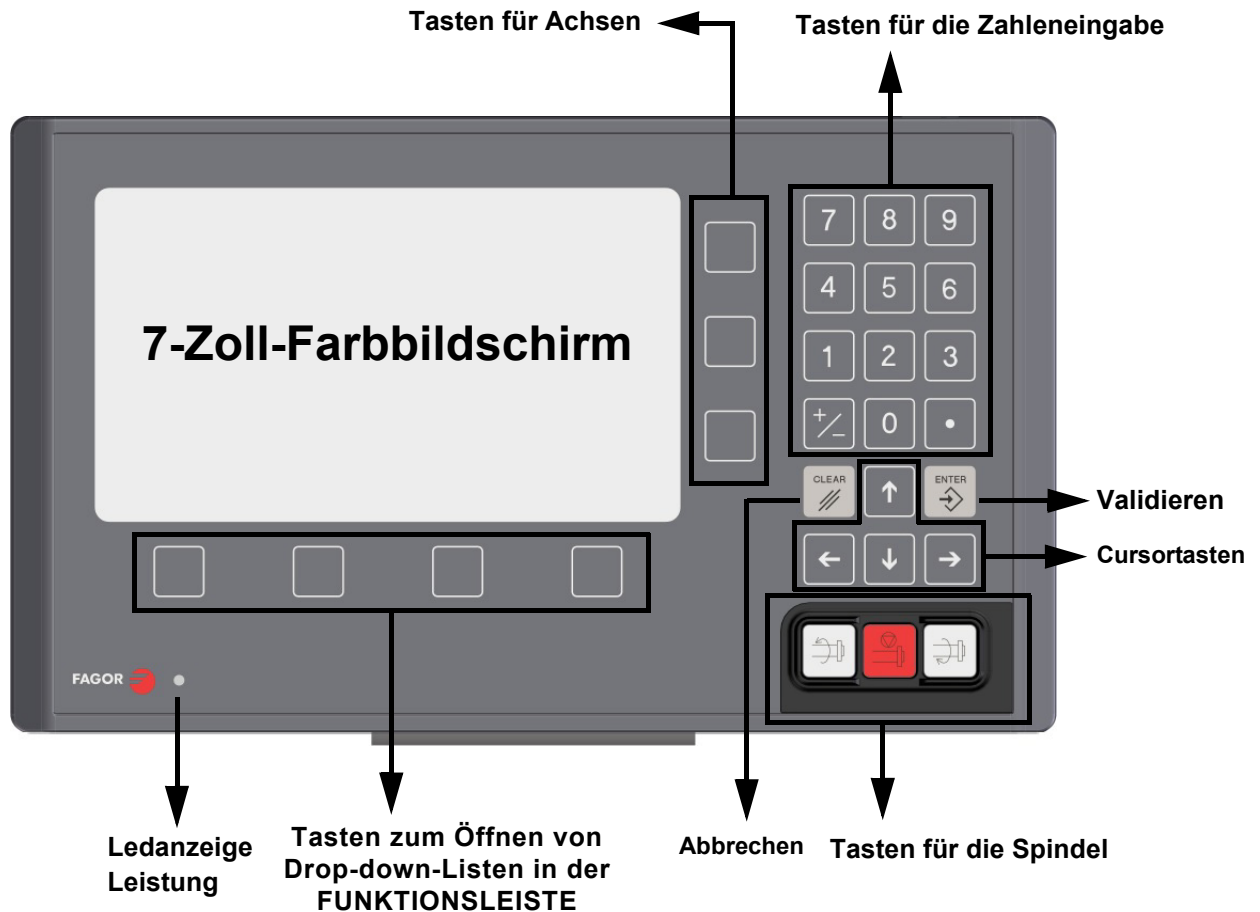 Tasten für Achsen
Tasten für die Zahleneingabe
7-Zoll-Farbbildschirm
7 8 9
4 5 6
1 2 3
+/- 0 •
CLEAR
↑
ENTER
← ↓ →
Validieren
Cursortasten
FAGOR
Ledanzeige
Leistung
Tasten zum Öffnen von
Drop-down-Listen in der
FUNKTIONSLEISTE
Abbrechen
Tasten für die Spindel